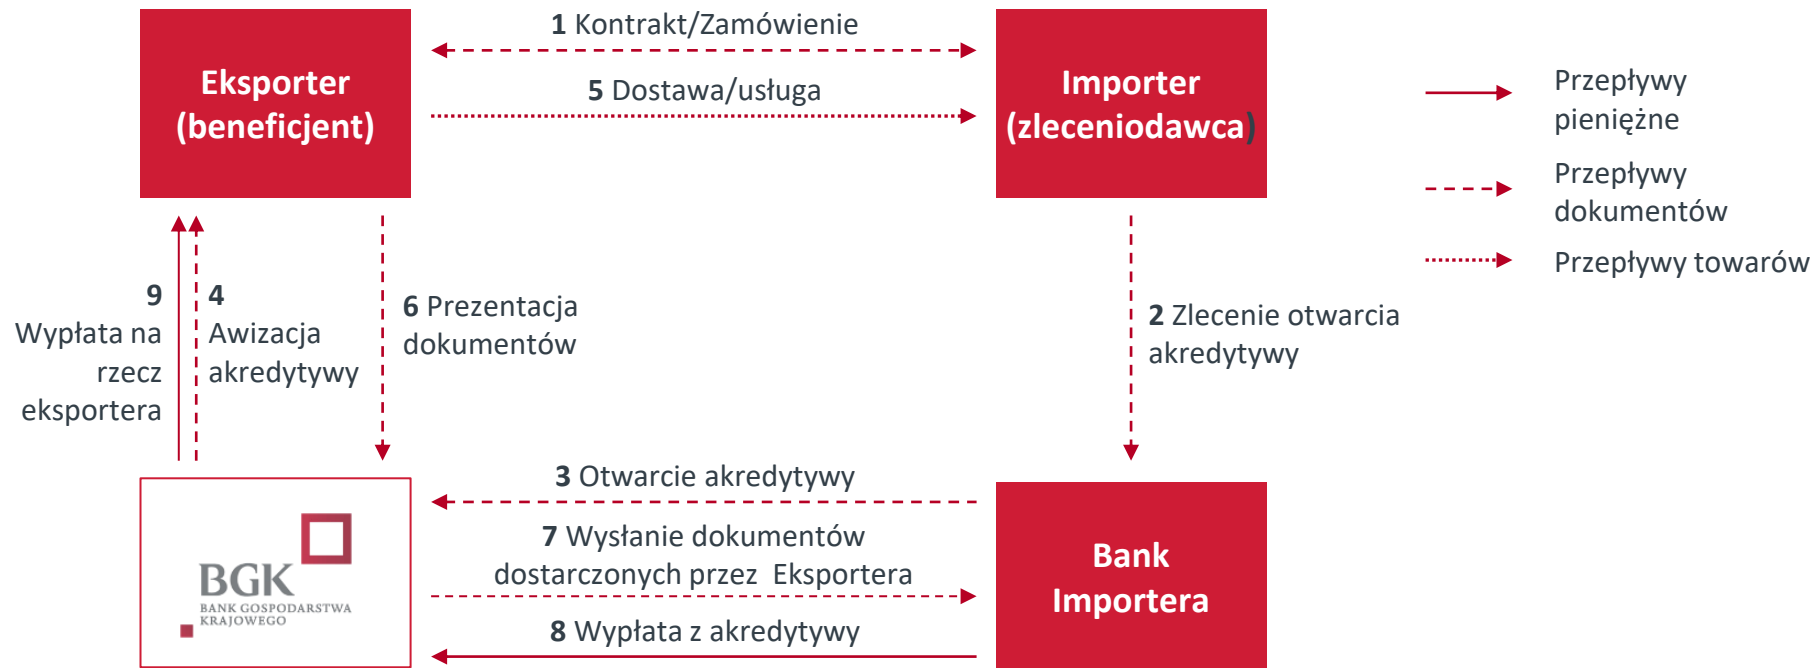 1 Kontrakt/Zamówienie
Eksporter
(beneficjent)
5 Dostawa/usługa
Importer
(zleceniodawca)
Przepływy
pieniężne
Przepływy
dokumentów
Przepływy towarów
9
Wypłata na
rzecz
eksportera
4
Awizacja
akredytywy
6 Prezentacja
dokumentów
2 Zlecenie otwarcia
akredytywy
3 Otwarcie akredytywy
7 Wysłanie dokumentów
dostarczonych przez  Eksportera
8 Wypłata z akredytywy
BGK
BANK GOSPODARSTWA
KRAJOWEGO
Bank
Importera